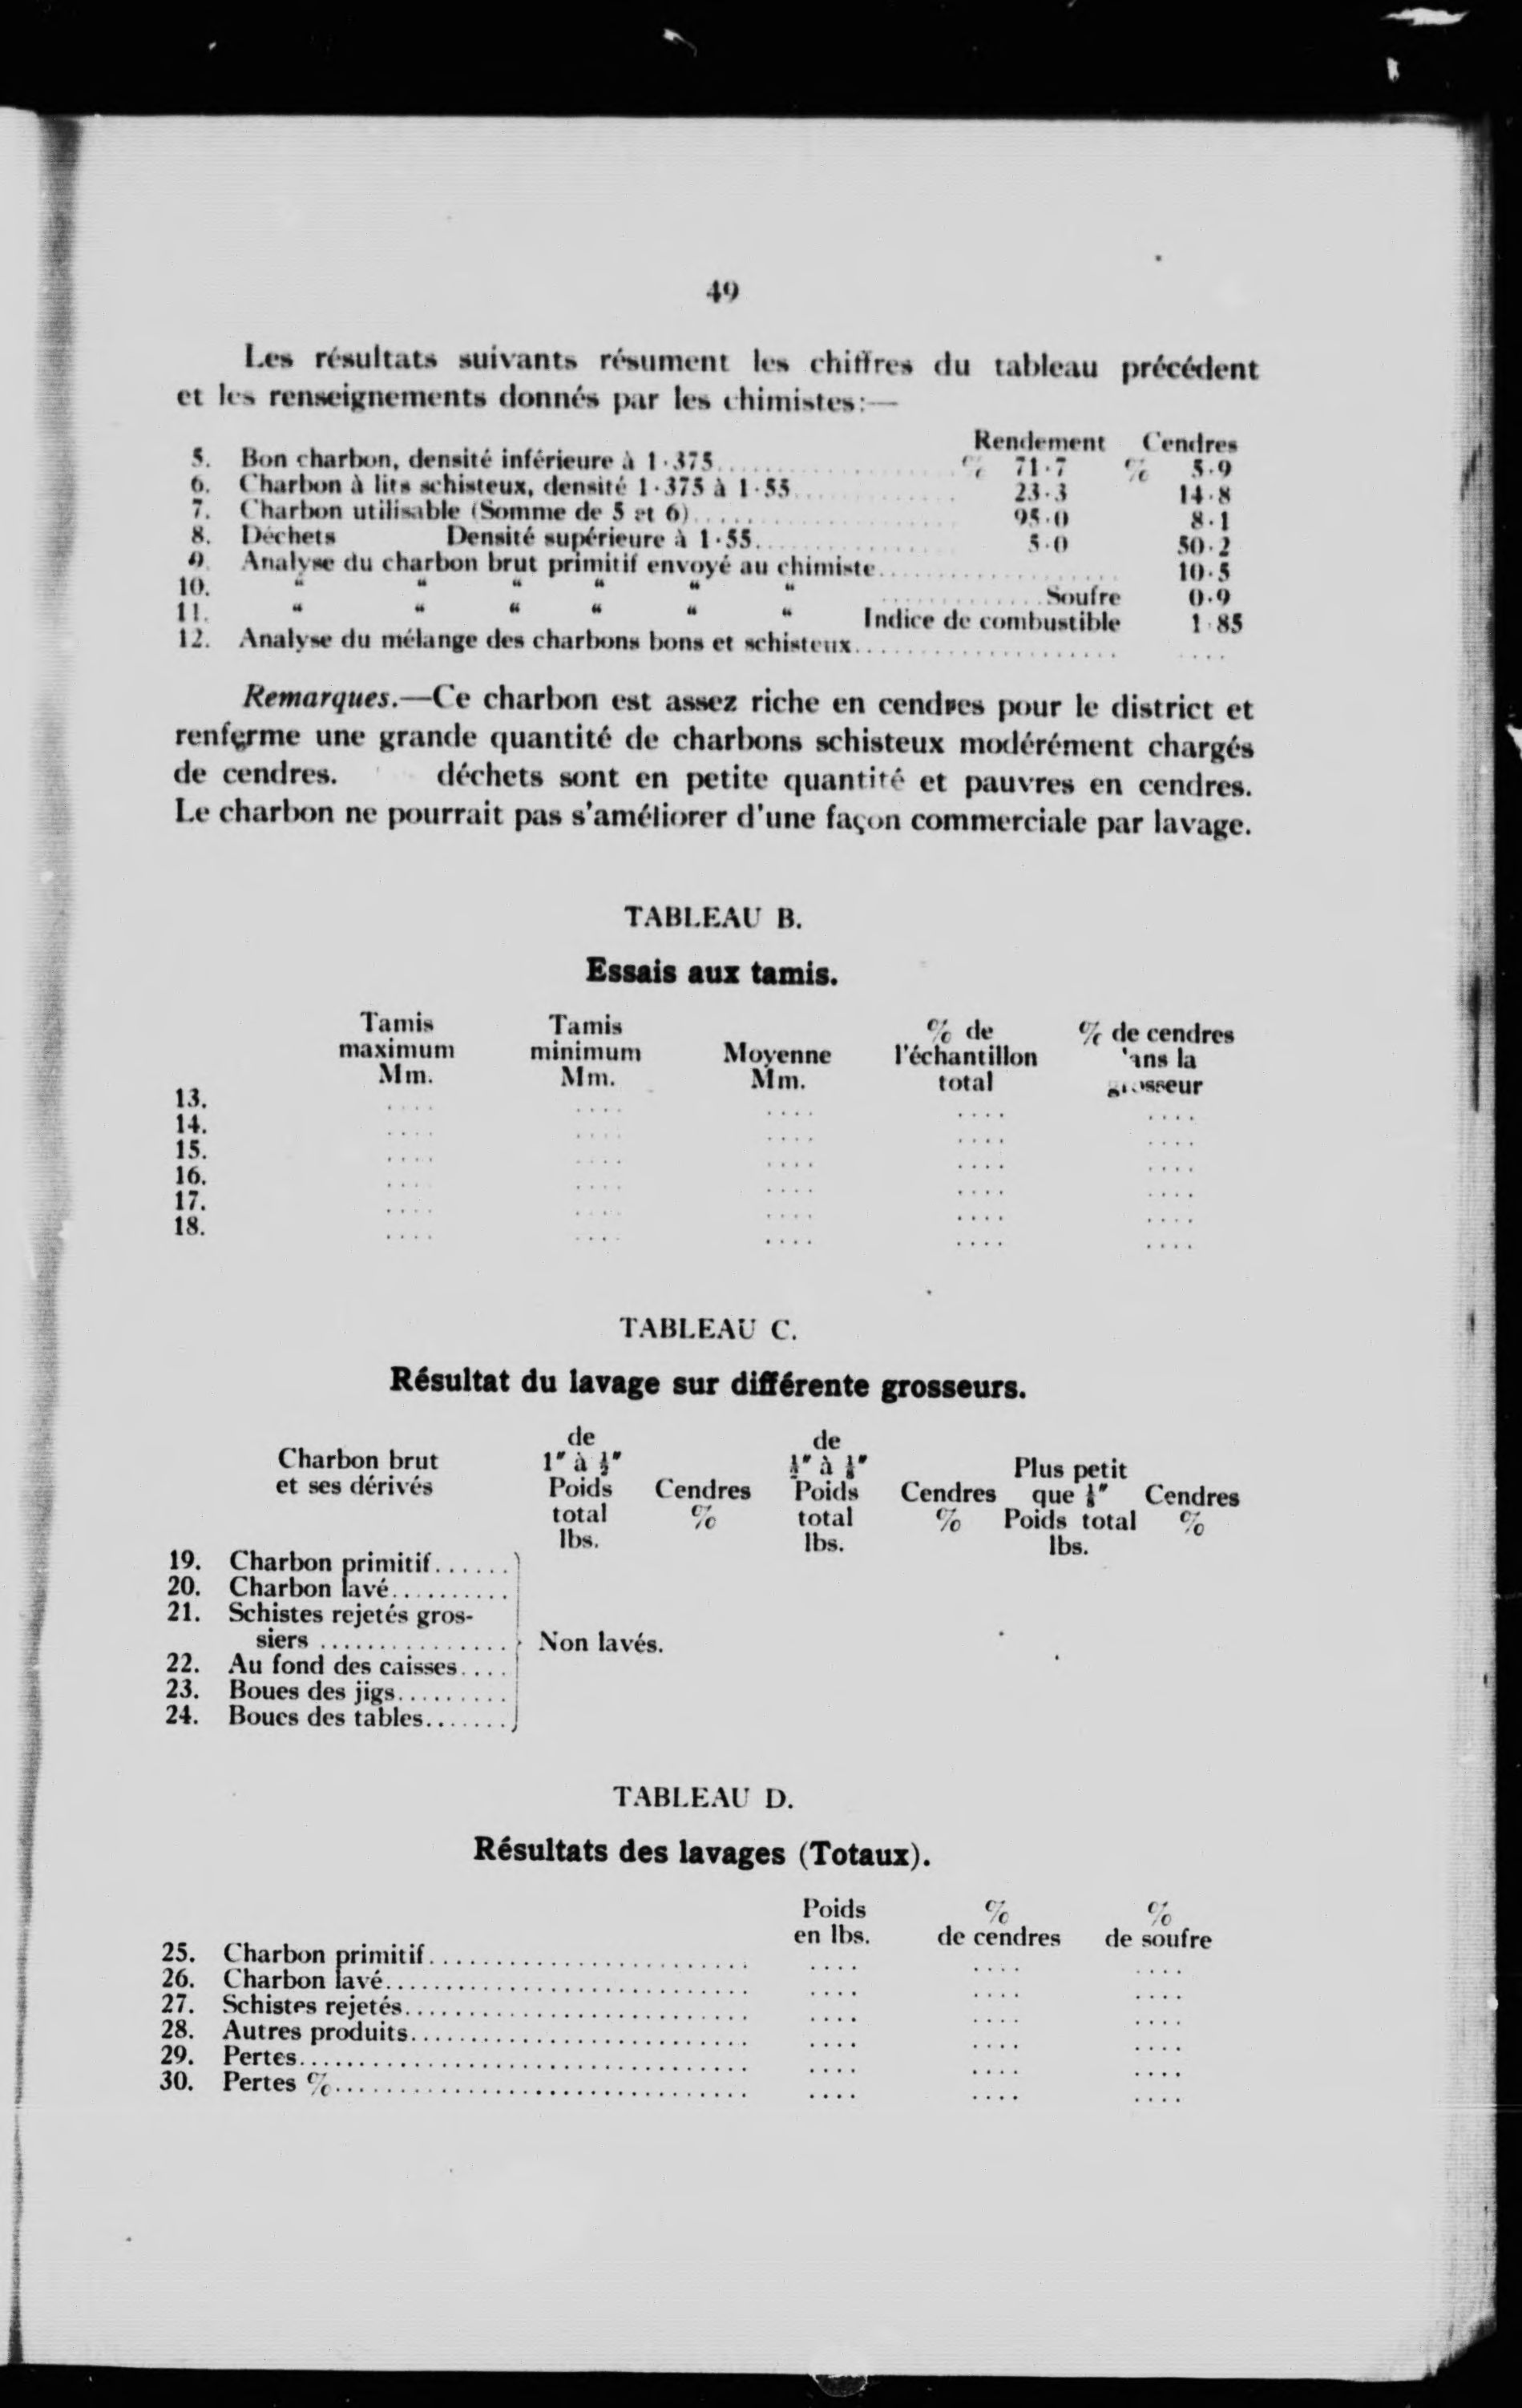 49
Les résultats suivants résument les chiffres du tableau précédent
et les renseignements donnés par les chimistes:—
Rendement Cendres
5. Bon charbon, densité inférieure à 1·375.................... % 71·7 % 5·9
6. Charbon à lits schisteux, densité 1·375 à 1·55............. 23·3 14·8
7. Charbon utilisable (Somme de 5 et 6)...................... 95·0 8·1
8. Déchets Densité supérieure à 1·55................ 5·0 50·2
9. Analyse du charbon brut primitif envoyé au chimiste................... 10·5
10. “ “ “ “ “ “ .............Soufre 0·9
11. “ “ “ “ “ “ Indice de combustible 1·85
12. Analyse du mélange des charbons bons et schisteux.................... ....
Remarques.—Ce charbon est assez riche en cendres pour le district et
renferme une grande quantité de charbons schisteux modérément chargés
de cendres. déchets sont en petite quantité et pauvres en cendres.
Le charbon ne pourrait pas s'améliorer d'une façon commerciale par lavage.
TABLEAU B.
Essais aux tamis.
Tamis Tamis % de % de cendres
maximum minimum Moyenne l'échantillon 'ans la
Mm. Mm. Mm. total grosseur
13. .... .... .... .... ....
14. .... .... .... .... ....
15. .... .... .... .... ....
16. .... .... .... .... ....
17. .... .... .... .... ....
18. .... .... .... .... ....
TABLEAU C.
Résultat du lavage sur différente grosseurs.
de de
Charbon brut 1″ à ½″ à Plus petit
et ses dérivés Poids Cendres Poids Cendres que Cendres
total % total % Poids total %
lbs. lbs. lbs.
19. Charbon primitif.......
20. Charbon lavé..........
21. Schistes rejetés gros-
siers ................ Non lavés.
22. Au fond des caisses....
23. Boues des jigs.........
24. Boues des tables.......
TABLEAU D.
Résultats des lavages (Totaux).
Poids % %
en lbs. de cendres de soufre
25. Charbon primitif......................... .... .... ....
26. Charbon lavé............................ .... .... ....
27. Schistes rejetés........................... .... .... ....
28. Autres produits.......................... .... .... ....
29. Pertes................................... .... .... ....
30. Pertes %................................ .... .... ....